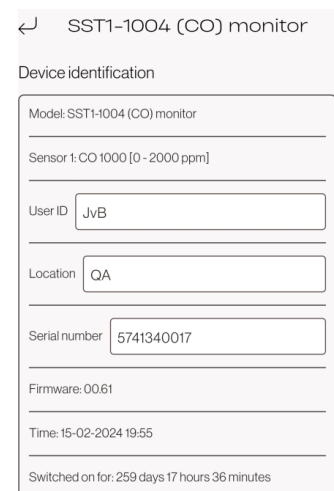 SST1-1004 (CO) monitor
Device identification
Model: SST1-1004 (CO) monitor
Sensor 1: CO 1000 [0 - 2000 ppm]
User ID JvB
Location QA
Serial number 5741340017
Firmware: 00.61
Time: 15-02-2024 19:55
Switched on for: 259 days 17 hours 36 minutes